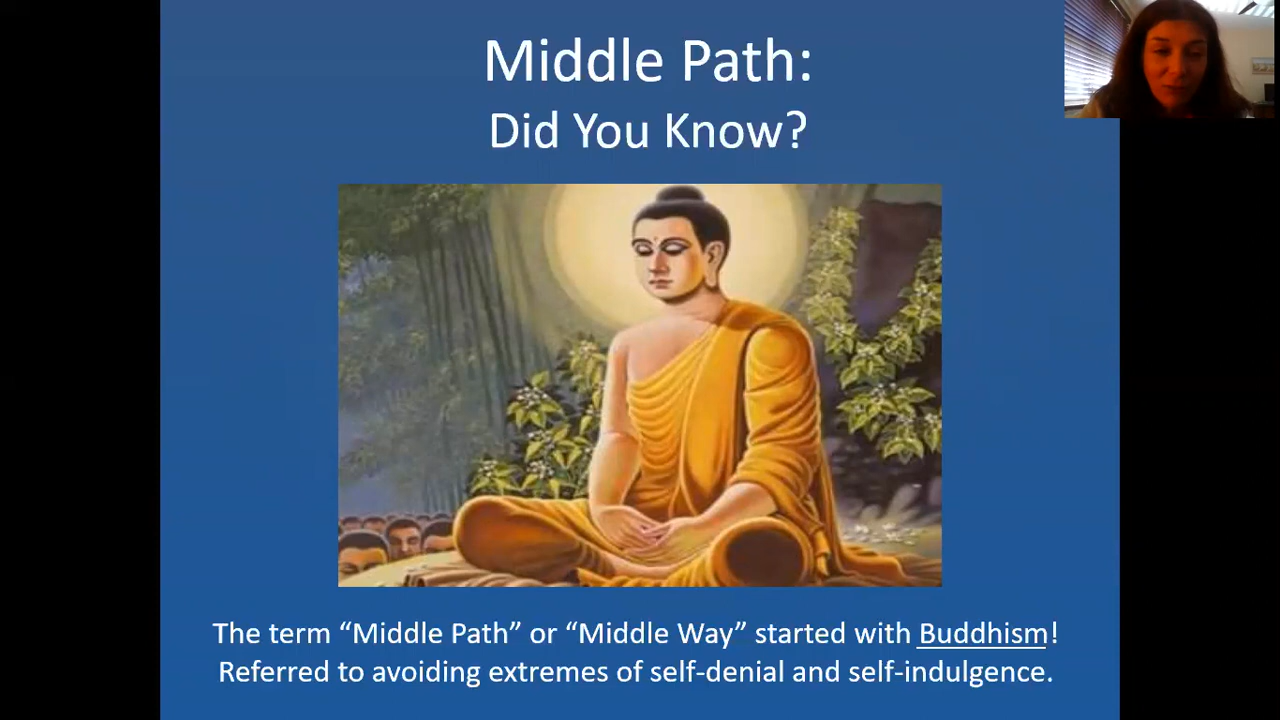 Middle Path:
Did You Know?
The term “Middle Path” or “Middle Way” started with Buddhism!
Referred to avoiding extremes of self-denial and self-indulgence.